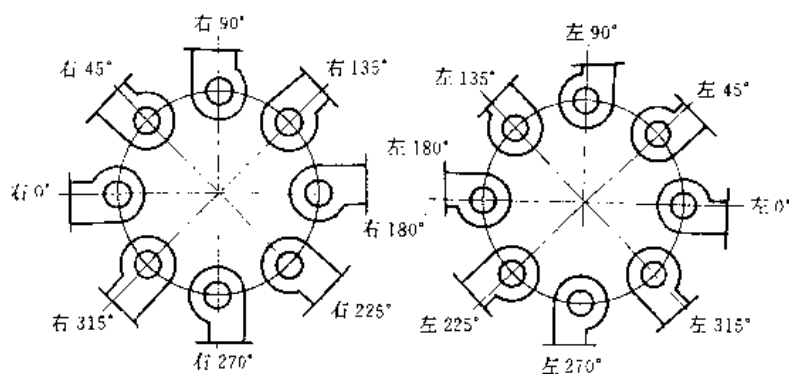 右 90°
右 45°
右 135°
右 0°
右 180°
右 315°
右 225°
右 270°
左 90°
左 135°
左 45°
左 180°
左 0°
左 225°
左 315°
左 270°